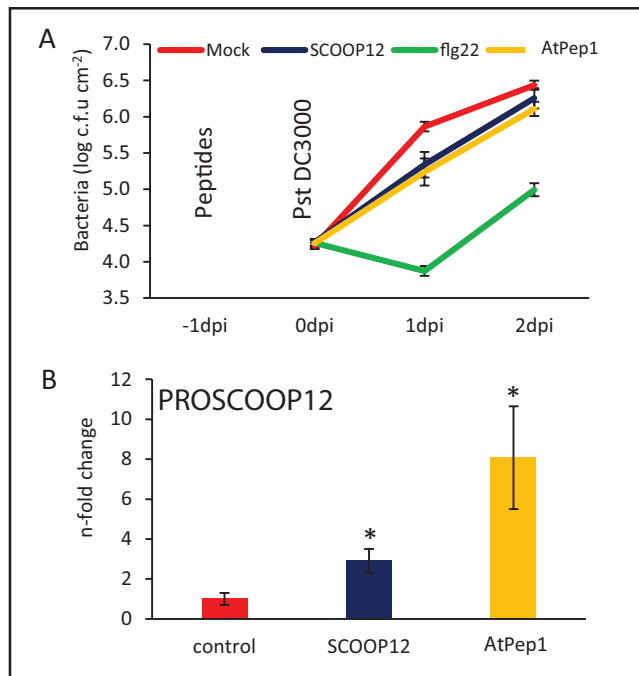 A
Mock SCOOP12 flg22 AtPep1
Bacteria (log c.f.u cm-2)
7.0
6.5
6.0
5.5
5.0
4.5
4.0
3.5
Peptides
Pst DC3000
-1dpi 0dpi 1dpi 2dpi
B
PROSCOOP12
n-fold change
12
10
8
6
4
2
0
*
*
control SCOOP12 AtPep1